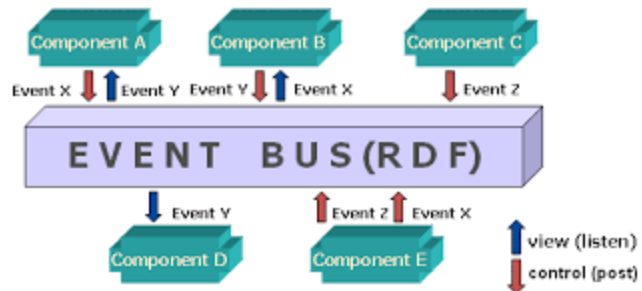 Component A
Component B
Component C
Event X
Event Y
Event Y
Event X
Event Z
EVENT BUS(RDF)
Event Y
Event Z
Event X
Component D
Component E
view (listen)
control (post)